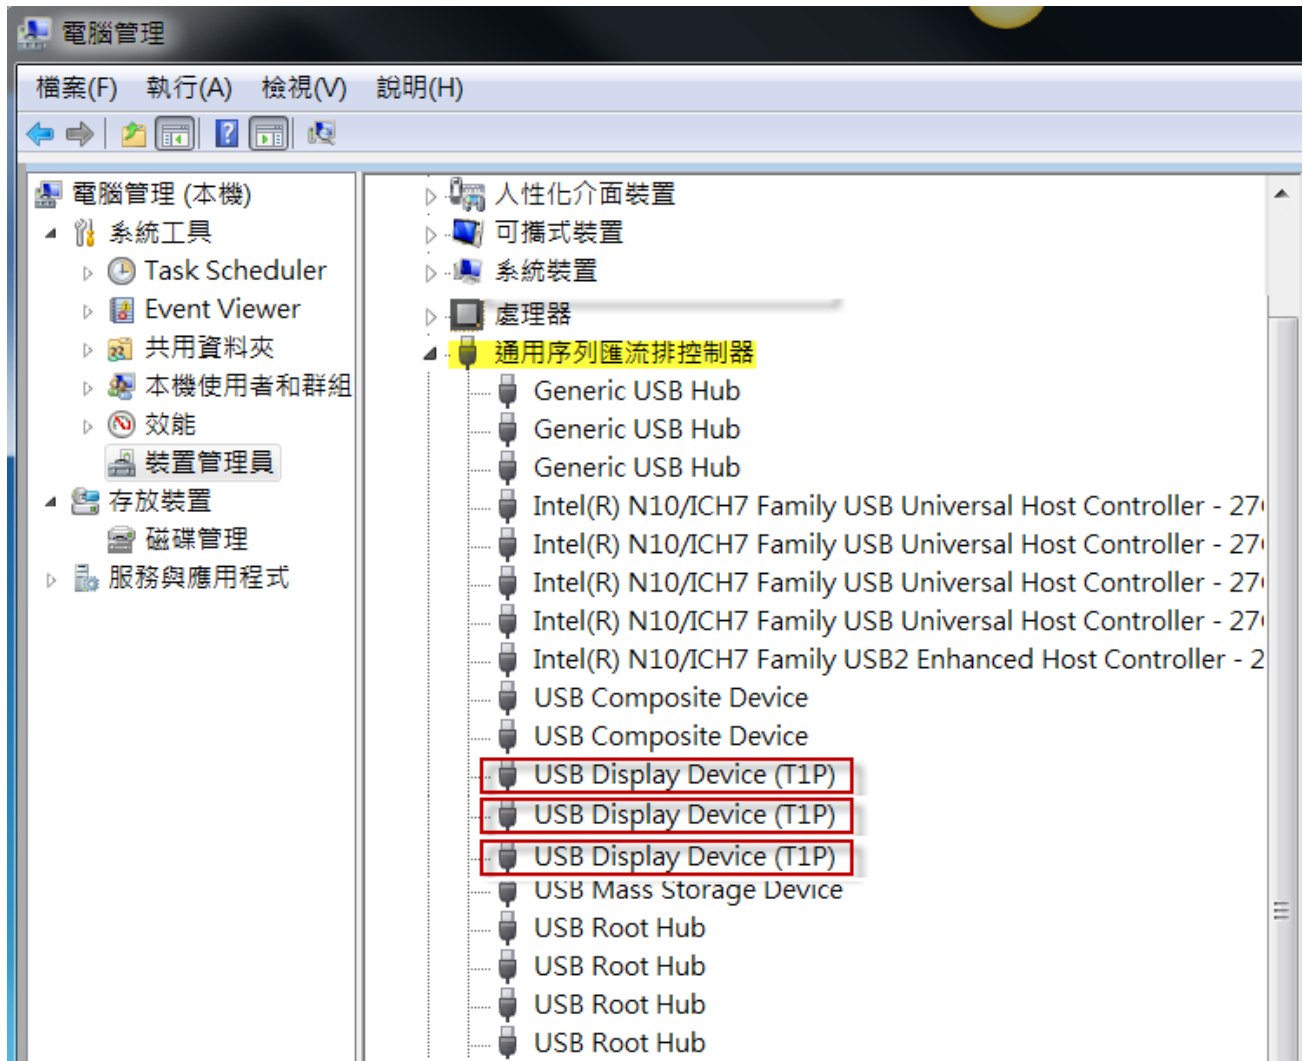 電腦管理
檔案(F) 執行(A) 檢視(V) 說明(H)
電腦管理 (本機)
系統工具
Task Scheduler
Event Viewer
共用資料夾
本機使用者和群組
效能
裝置管理員
存放裝置
磁碟管理
服務與應用程式
人性化介面裝置
可攜式裝置
系統裝置
處理器
通用序列匯流排控制器
Generic USB Hub
Generic USB Hub
Generic USB Hub
Intel(R) N10/ICH7 Family USB Universal Host Controller - 27
Intel(R) N10/ICH7 Family USB Universal Host Controller - 27
Intel(R) N10/ICH7 Family USB Universal Host Controller - 27
Intel(R) N10/ICH7 Family USB Universal Host Controller - 27
Intel(R) N10/ICH7 Family USB2 Enhanced Host Controller - 2
USB Composite Device
USB Composite Device
USB Display Device (T1P)
USB Display Device (T1P)
USB Display Device (T1P)
USB Mass Storage Device
USB Root Hub
USB Root Hub
USB Root Hub
USB Root Hub